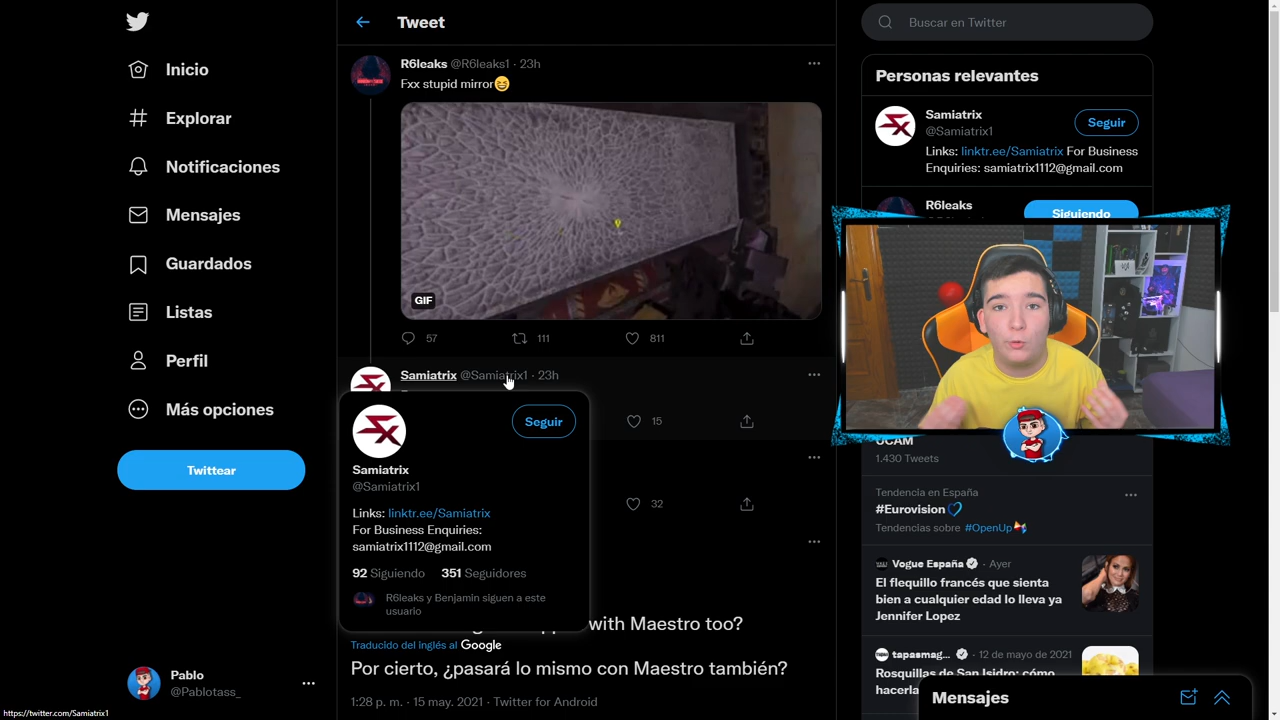 Inicio
Explorar
Notificaciones
Mensajes
Guardados
Listas
Perfil
Más opciones
Twittear
Pablo
@Pablotass_
https://twitter.com/Samiatrix1
Tweet
R6leaks @R6leaks1 · 23h
Fxx stupid mirror😆
GIF
57 111 811
Samiatrix @Samiatrix1 · 23h
15
Samiatrix
@Samiatrix1
Seguir
Links: linktr.ee/Samiatrix
For Business Enquiries:
samiatrix1112@gmail.com
92 Siguiendo 351 Seguidores
R6leaks y Benjamin siguen a este
usuario
32
with Maestro too?
Traducido del inglés al Google
Por cierto, ¿pasará lo mismo con Maestro también?
1:28 p. m. · 15 may. 2021 · Twitter for Android
Buscar en Twitter
Personas relevantes
Samiatrix
@Samiatrix1
Seguir
Links: linktr.ee/Samiatrix For Business
Enquiries: samiatrix1112@gmail.com
R6leaks
Siguiendo
UCAM
1.430 Tweets
Tendencia en España
#Eurovision💙
Tendencias sobre #OpenUp
Vogue España · Ayer
El flequillo francés que sienta
bien a cualquier edad lo lleva ya
Jennifer Lopez
tapasmag... · 12 de mayo de 2021
Rosquillas de San Isidro: cómo
hacerla
Mensajes